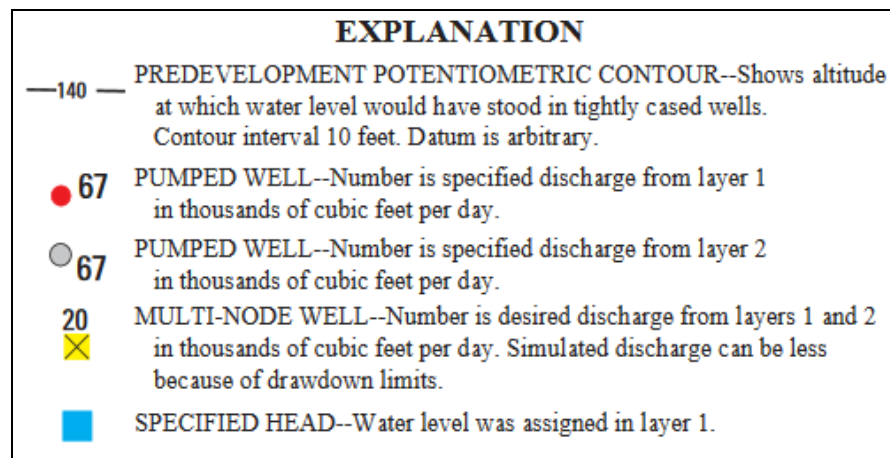 EXPLANATION
—140— PREDEVELOPMENT POTENTIOMETRIC CONTOUR--Shows altitude
at which water level would have stood in tightly cased wells.
Contour interval 10 feet. Datum is arbitrary.
67 PUMPED WELL--Number is specified discharge from layer 1
in thousands of cubic feet per day.
67 PUMPED WELL--Number is specified discharge from layer 2
in thousands of cubic feet per day.
20 MULTI-NODE WELL--Number is desired discharge from layers 1 and 2
in thousands of cubic feet per day. Simulated discharge can be less
because of drawdown limits.
SPECIFIED HEAD--Water level was assigned in layer 1.